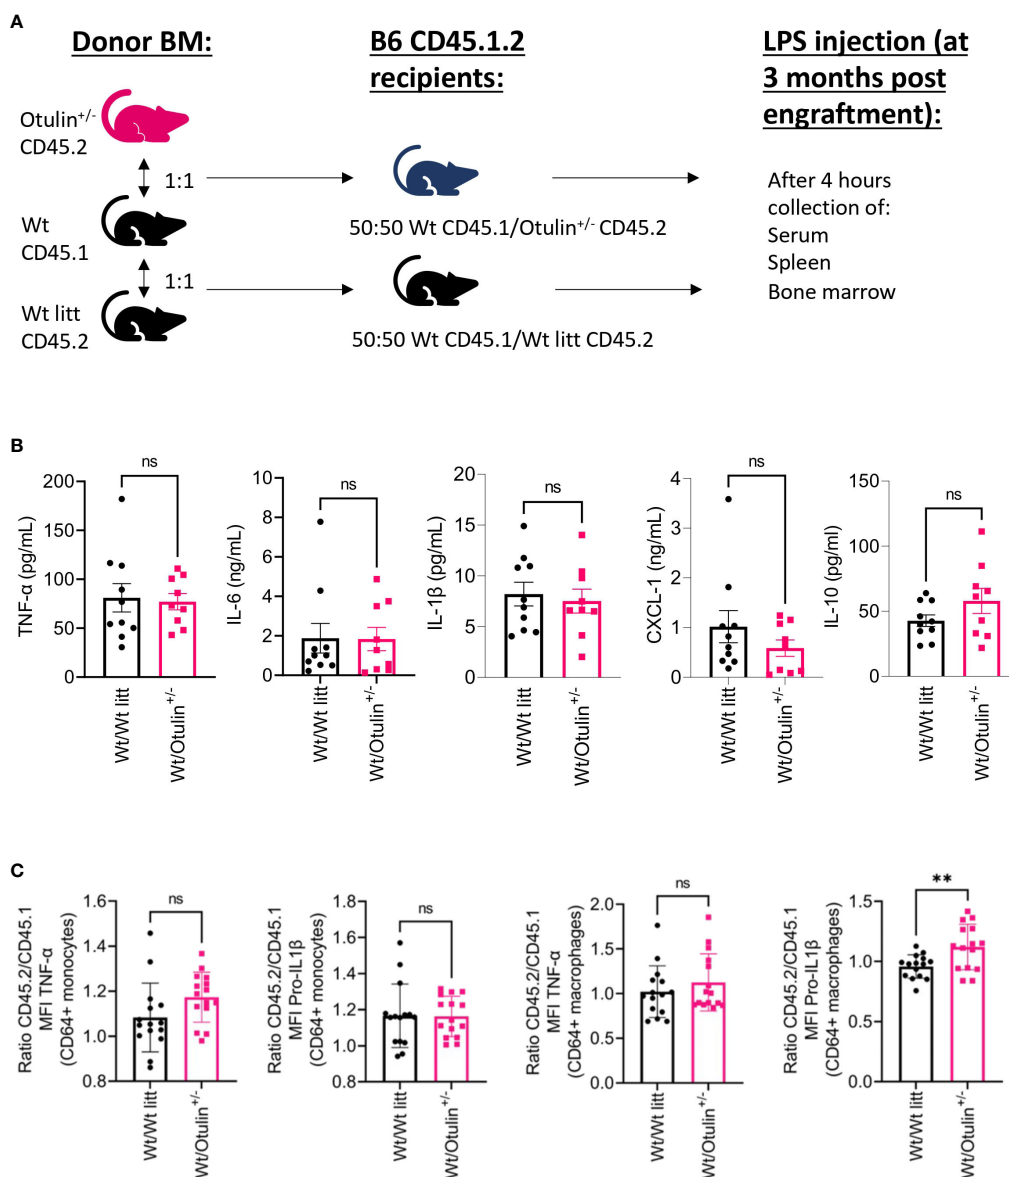 A
Donor BM:
B6 CD45.1.2
recipients:
LPS injection (at
3 months post
engraftment):
Otulin+/-
CD45.2
1:1
Wt
CD45.1
1:1
Wt litt
CD45.2
50:50 Wt CD45.1/Otulin+/- CD45.2
50:50 Wt CD45.1/Wt litt CD45.2
After 4 hours
collection of:
Serum
Spleen
Bone marrow
B
TNF-α (pg/mL)
200
150
100
50
0
ns
Wt/Wt litt
Wt/Otulin+/-
IL-6 (ng/mL)
10
8
6
4
2
0
ns
Wt/Wt litt
Wt/Otulin+/-
IL-1β (pg/mL)
20
15
10
5
0
ns
Wt/Wt litt
Wt/Otulin+/-
CXCL-1 (ng/mL)
4
3
2
1
0
ns
Wt/Wt litt
Wt/Otulin+/-
IL-10 (pg/ml)
150
100
50
0
ns
Wt/Wt litt
Wt/Otulin+/-
C
Ratio CD45.2/CD45.1
MFI TNF-α
(CD64+ monocytes)
1.6
1.4
1.2
1.0
0.8
ns
Wt/Wt litt
Wt/Otulin+/-
Ratio CD45.2/CD45.1
MFI Pro-IL1β
(CD64+ monocytes)
1.8
1.6
1.4
1.2
1.0
0.8
ns
Wt/Wt litt
Wt/Otulin+/-
Ratio CD45.2/CD45.1
MFI TNF-α
(CD64+ macrophages)
2.0
1.5
1.0
0.5
0.0
ns
Wt/Wt litt
Wt/Otulin+/-
Ratio CD45.2/CD45.1
MFI Pro-IL1β
(CD64+ macrophages)
1.5
1.0
0.5
0.0
**
Wt/Wt litt
Wt/Otulin+/-